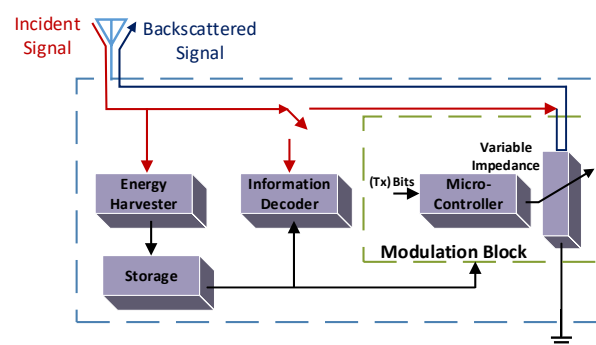 Incident
Signal
Backscattered
Signal
Variable
Impedance
Energy
Harvester
Information
Decoder
(Tx) Bits
Micro-
Controller
Modulation Block
Storage